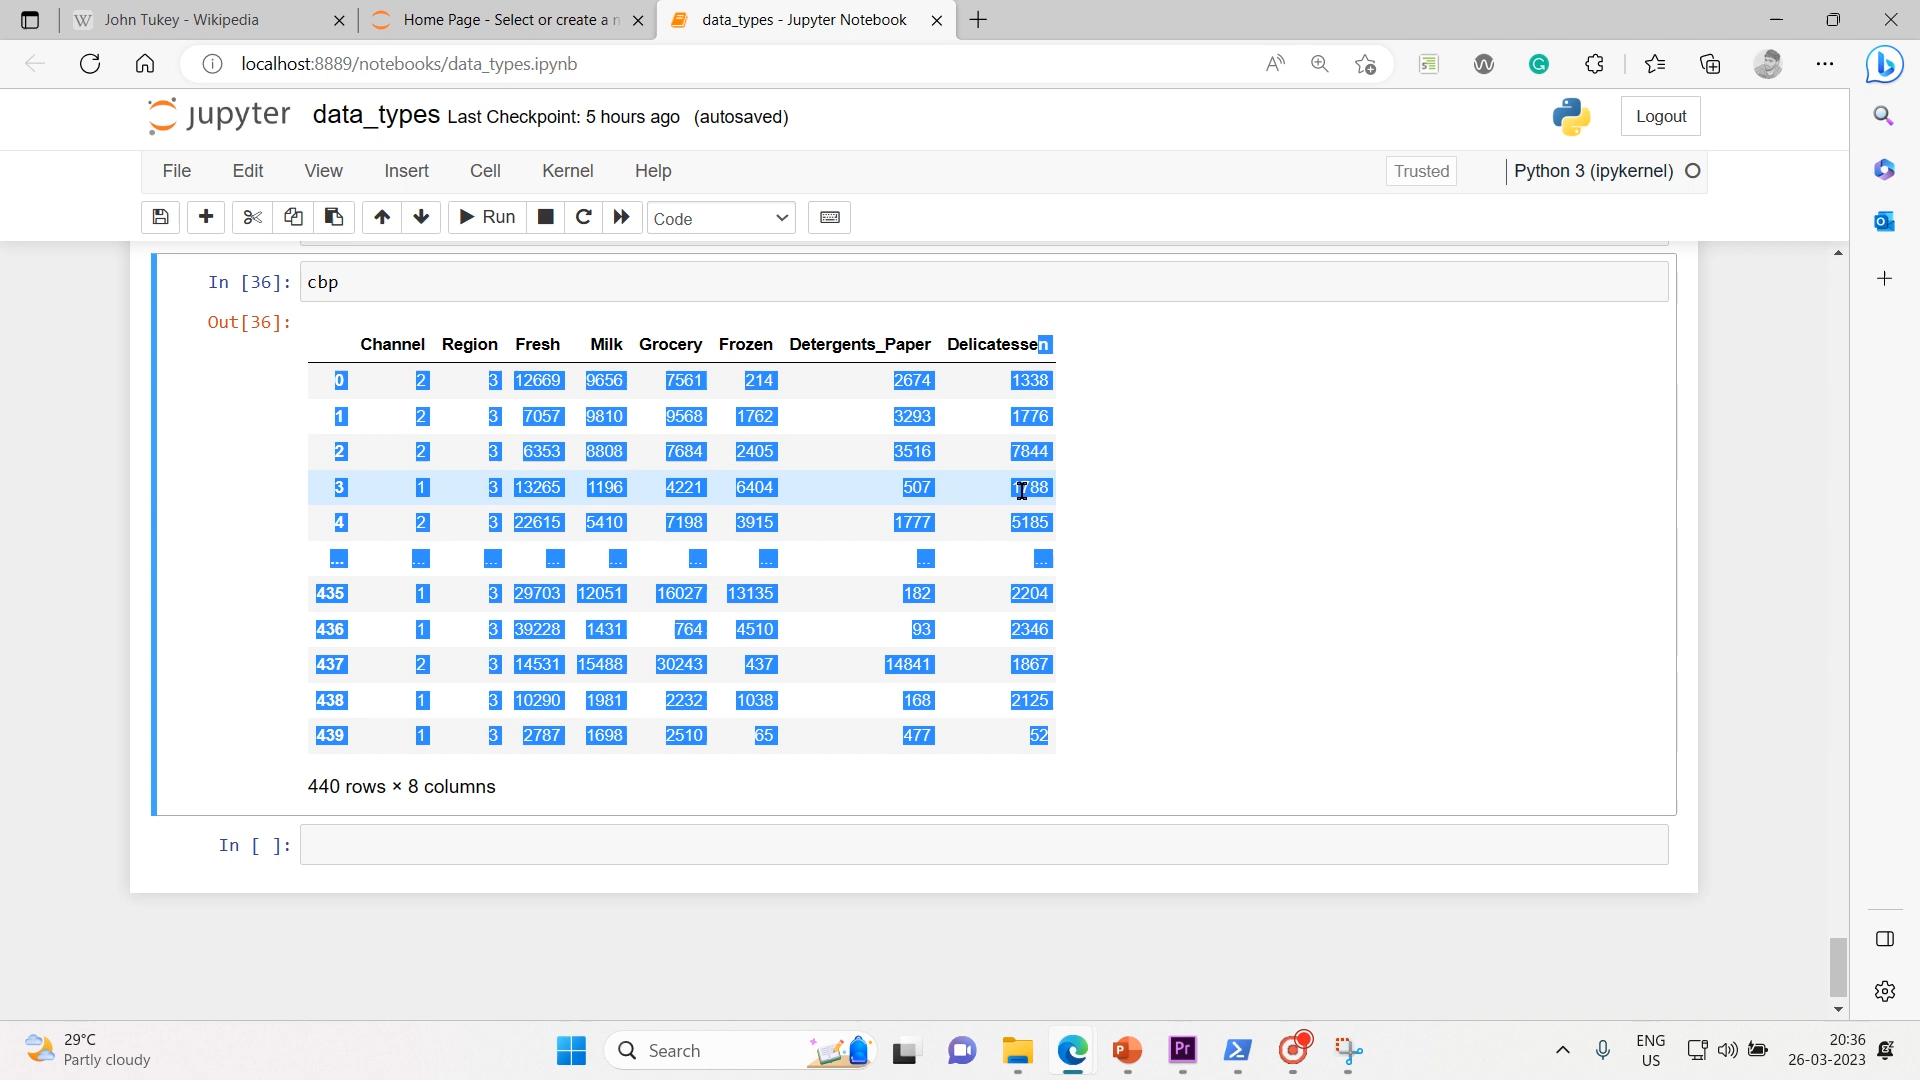 John Tukey - Wikipedia
Home Page - Select or create a n
data_types - Jupyter Notebook
localhost:8889/notebooks/data_types.ipynb
jupyter data_types Last Checkpoint: 5 hours ago (autosaved)
Logout
File Edit View Insert Cell Kernel Help
Trusted
Python 3 (ipykernel)
Run
Code
In [36]: cbp
Out[36]:
Channel Region Fresh Milk Grocery Frozen Detergents_Paper Delicatessen
0 2 3 12669 9656 7561 214 2674 1338
1 2 3 7057 9810 9568 1762 3293 1776
2 2 3 6353 8808 7684 2405 3516 7844
3 1 3 13265 1196 4221 6404 507 1788
4 2 3 22615 5410 7198 3915 1777 5185
... ... ... ... ... ... ... ... ...
435 1 3 29703 12051 16027 13135 182 2204
436 1 3 39228 1431 764 4510 93 2346
437 2 3 14531 15488 30243 437 14841 1867
438 1 3 10290 1981 2232 1038 168 2125
439 1 3 2787 1698 2510 65 477 52
440 rows × 8 columns
In [ ]:
29°C
Partly cloudy
Search
Pr
ENG
US
20:36
26-03-2023